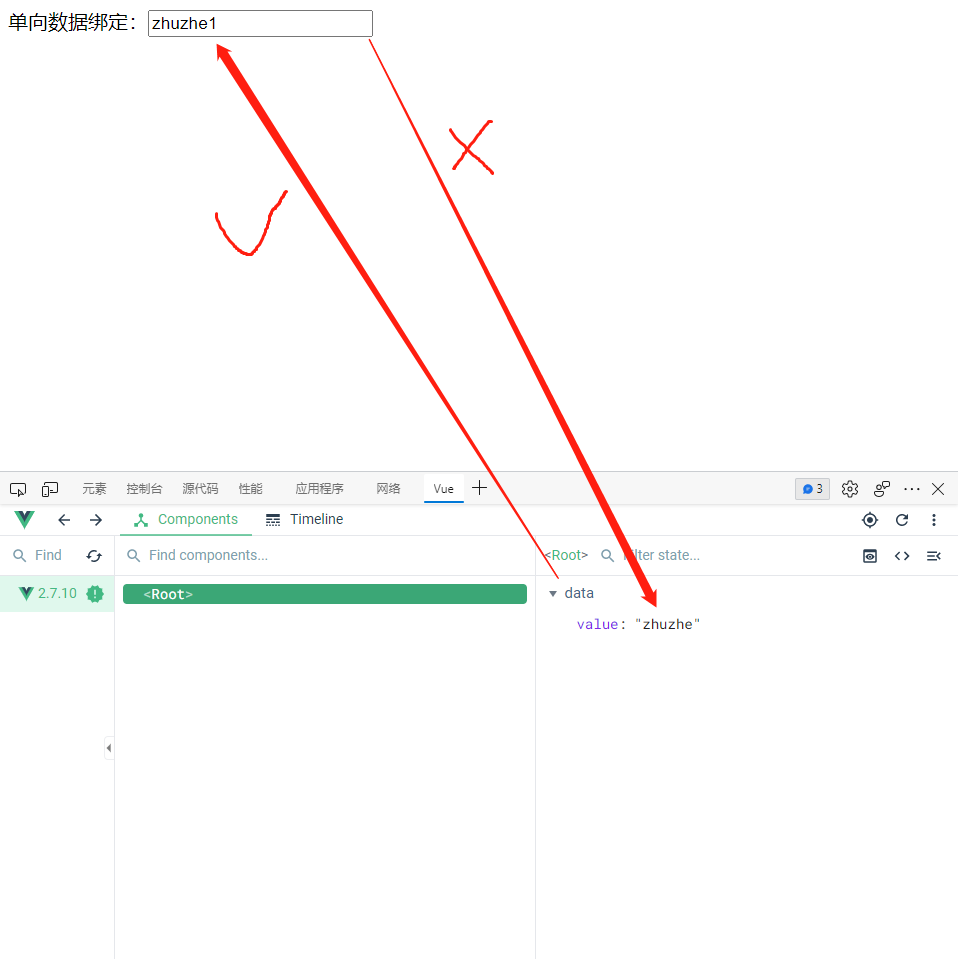 单向数据绑定：zhuzhe1
元素 控制台 源代码 性能 应用程序 网络 Vue 3
Components Timeline
Find Find components... <Root> Filter state...
2.7.10 <Root> data
value: "zhuzhe"